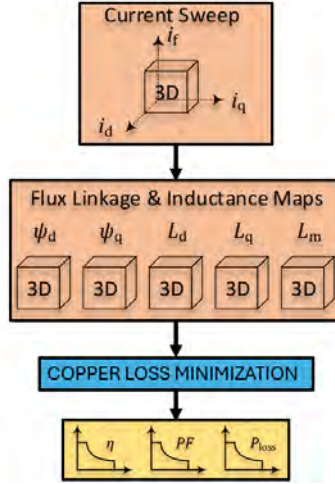 Current Sweep
i_f
3D
i_q
i_d
Flux Linkage & Inductance Maps
ψ_d ψ_q L_d L_q L_m
3D 3D 3D 3D 3D
COPPER LOSS MINIMIZATION
η PF P_loss